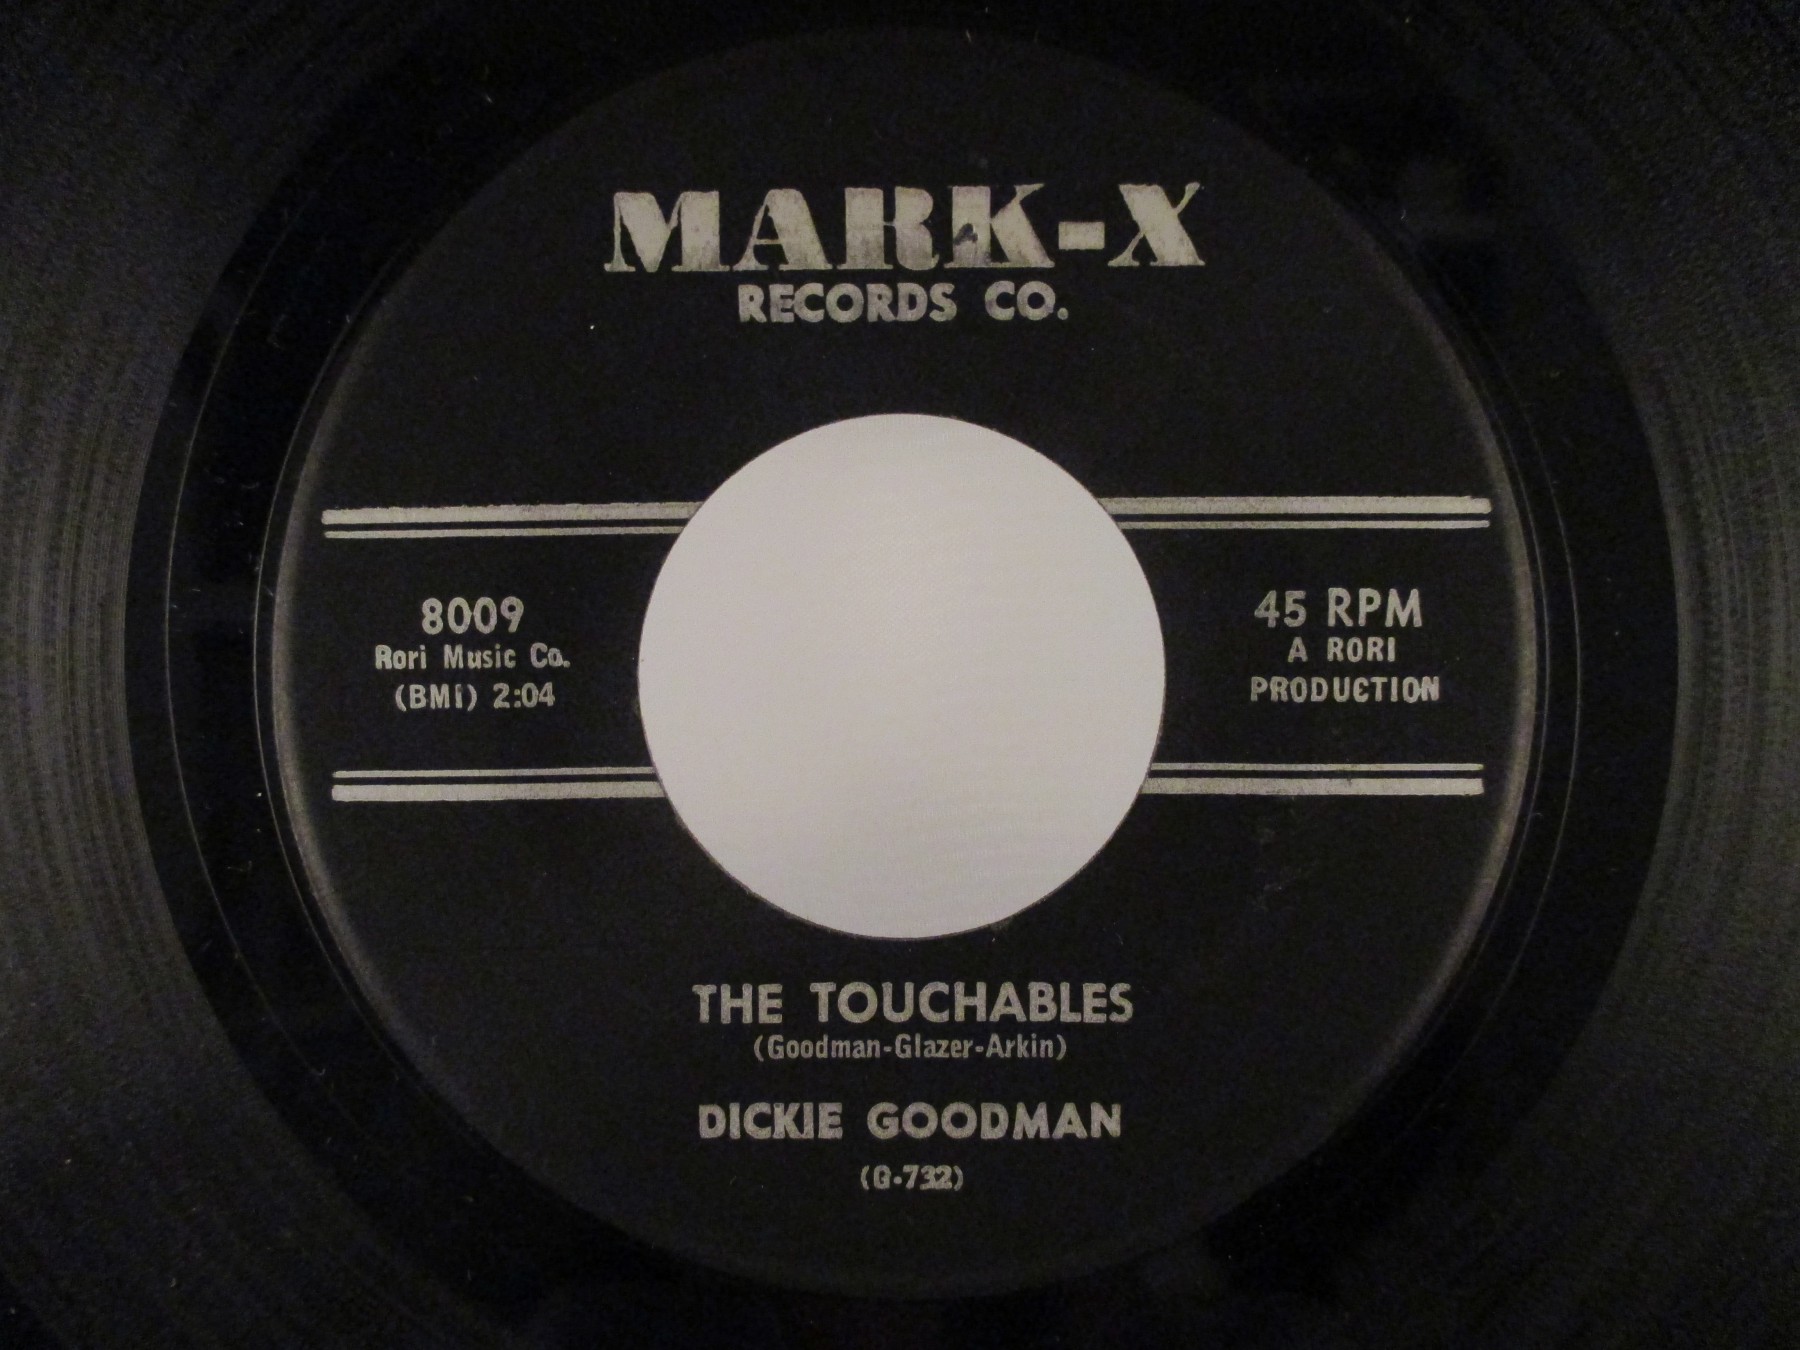 MARK-X
RECORDS CO.
8009
Rori Music Co.
(BMI) 2:04
45 RPM
A RORI
PRODUCTION
THE TOUCHABLES
(Goodman-Glazer-Arkin)
DICKIE GOODMAN
(G-732)